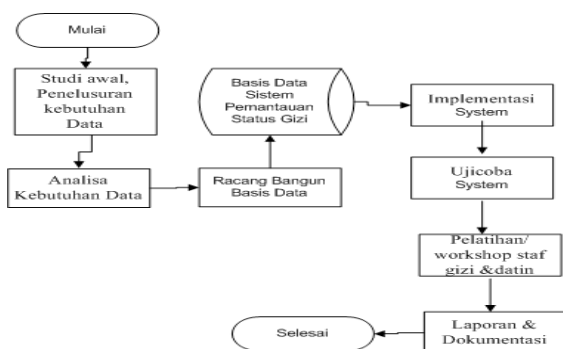 Mulai
Studi awal,
Penelusuran
kebutuhan
Data
Analisa
Kebutuhan Data
Racang Bangun
Basis Data
Basis Data
Sistem
Pemantauan
Status Gizi
Implementasi
System
Ujicoba
System
Pelatihan/
workshop staf
gizi &datin
Laporan &
Dokumentasi
Selesai